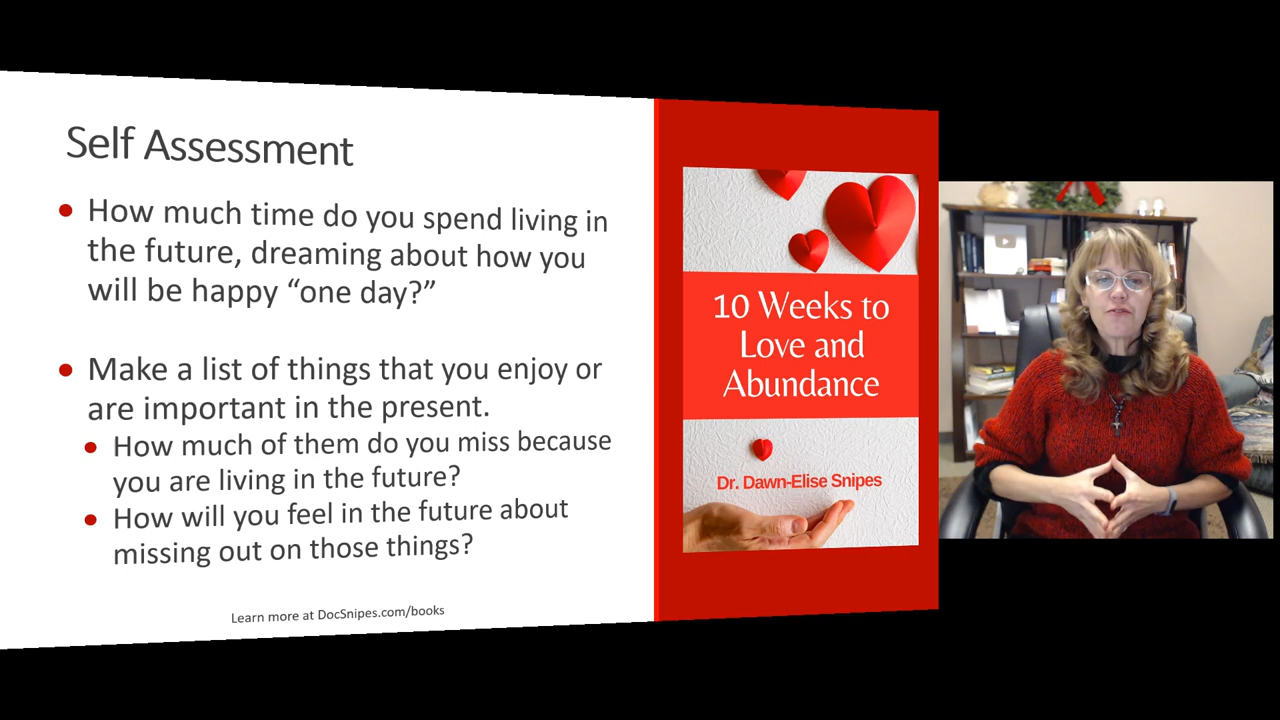 Self Assessment
• How much time do you spend living in
the future, dreaming about how you
will be happy “one day?”
• Make a list of things that you enjoy or
are important in the present.
• How much of them do you miss because
you are living in the future?
• How will you feel in the future about
missing out on those things?
Learn more at DocSnipes.com/books
10 Weeks to
Love and
Abundance
Dr. Dawn-Elise Snipes